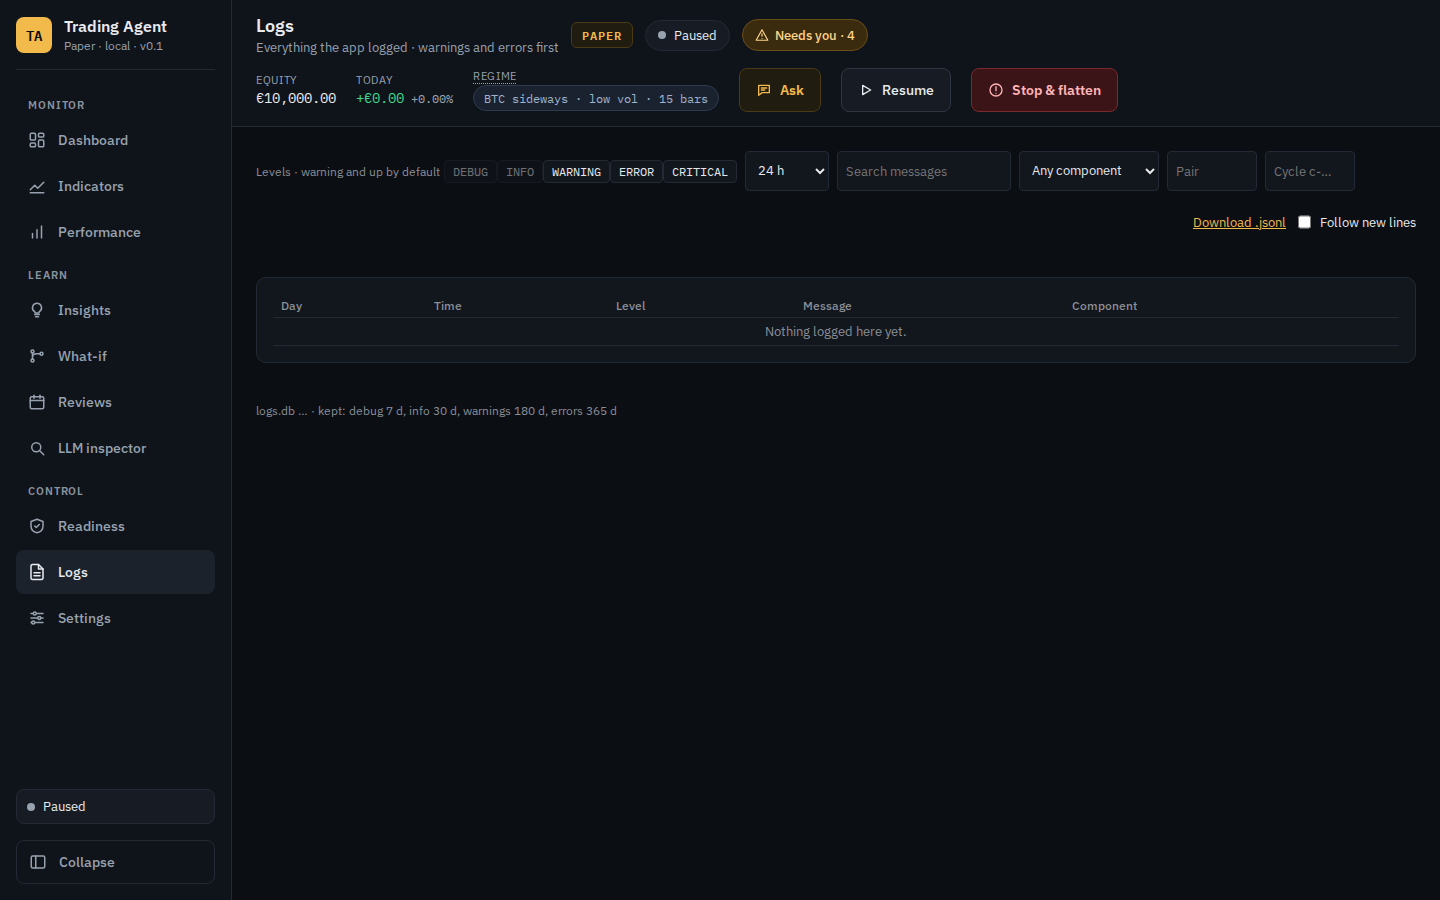 TA
Trading Agent
Paper · local · v0.1
MONITOR
Dashboard
Indicators
Performance
LEARN
Insights
What-if
Reviews
LLM inspector
CONTROL
Readiness
Logs
Settings
Paused
Collapse
Logs
Everything the app logged · warnings and errors first
PAPER
Paused
Needs you · 4
EQUITY
€10,000.00
TODAY
+€0.00 +0.00%
REGIME
BTC sideways · low vol · 15 bars
Ask
Resume
Stop & flatten
Levels · warning and up by default DEBUG INFO WARNING ERROR CRITICAL 24 h Search messages Any component Pair Cycle c-…
Download .jsonl Follow new lines
Day Time Level Message Component
Nothing logged here yet.
logs.db … · kept: debug 7 d, info 30 d, warnings 180 d, errors 365 d